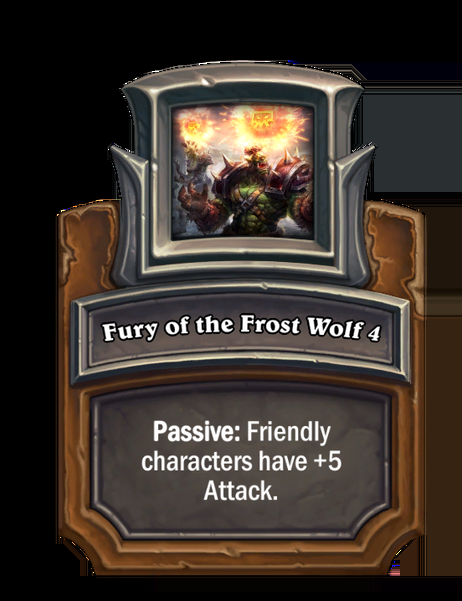 Fury of the Frost Wolf 4
Passive: Friendly
characters have +5
Attack.